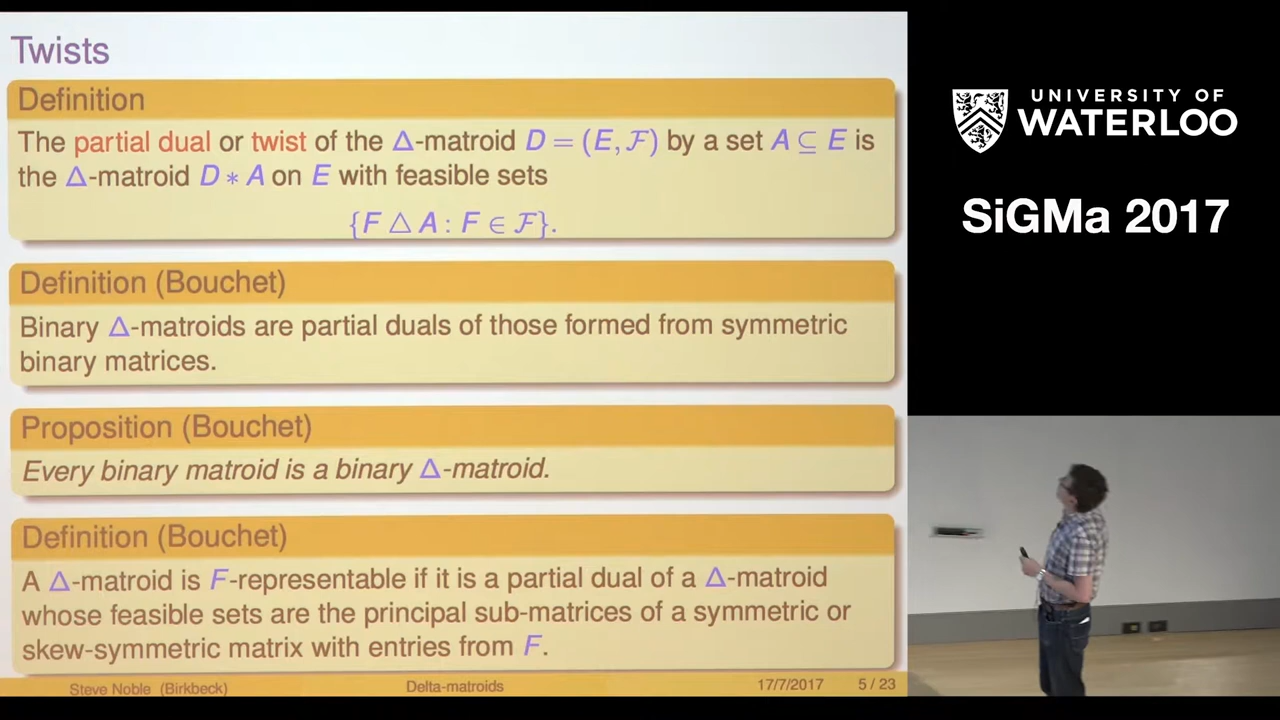 Twists
Definition
The partial dual or twist of the Δ-matroid D = (E, ℱ) by a set A ⊆ E is
the Δ-matroid D ∗ A on E with feasible sets
{F △ A : F ∈ ℱ}.
Definition (Bouchet)
Binary Δ-matroids are partial duals of those formed from symmetric
binary matrices.
Proposition (Bouchet)
Every binary matroid is a binary Δ-matroid.
Definition (Bouchet)
A Δ-matroid is F-representable if it is a partial dual of a Δ-matroid
whose feasible sets are the principal sub-matrices of a symmetric or
skew-symmetric matrix with entries from F.
Steve Noble (Birkbeck) Delta-matroids 17/7/2017 5 / 23
UNIVERSITY OF
WATERLOO
SiGMa 2017